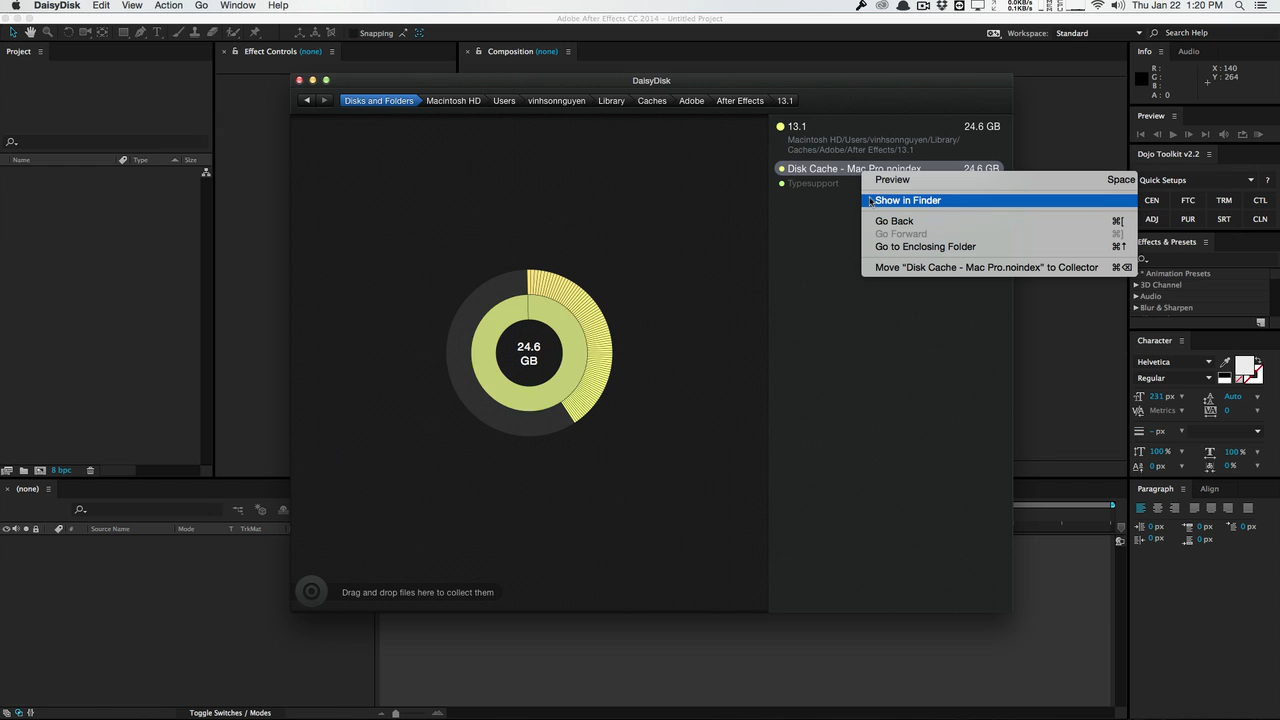 DaisyDisk Edit View Action Go Window Help
0.0KB/s
0.1KB/s
Thu Jan 22 1:20 PM
Adobe After Effects CC 2014 - Untitled Project
Snapping
Workspace: Standard
Search Help
Project
Effect Controls (none)
Composition (none)
Info Audio
R :
G :
B :
A : 0
X : 140
Y : 264
DaisyDisk
Disks and Folders Macintosh HD Users vinhsonnguyen Library Caches Adobe After Effects 13.1
Preview
13.1 24.6 GB
Macintosh HD/Users/vinhsonnguyen/Library/
Caches/Adobe/After Effects/13.1
Disk Cache - Mac Pro.noindex 24.6 GB
Typesupport
Preview Space
Show in Finder
Go Back ⌘[
Go Forward ⌘]
Go to Enclosing Folder ⌘↑
Move “Disk Cache - Mac Pro.noindex” to Collector ⌘⌫
Name Type Size
Dojo Toolkit v2.2
Quick Setups ?
CEN FTC TRM CTL
ADJ PUR SRT CLN
Effects & Presets
* Animation Presets
3D Channel
Audio
Blur & Sharpen
24.6
GB
Character
Helvetica
Regular
231 px Auto
Metrics 0
- px
100 % 100 %
0 px 0 %
8 bpc
(none)
Paragraph Align
# Source Name Mode T TrkMat
0 px 0 px 0 px
0 px 0 px
Drag and drop files here to collect them
Toggle Switches / Modes